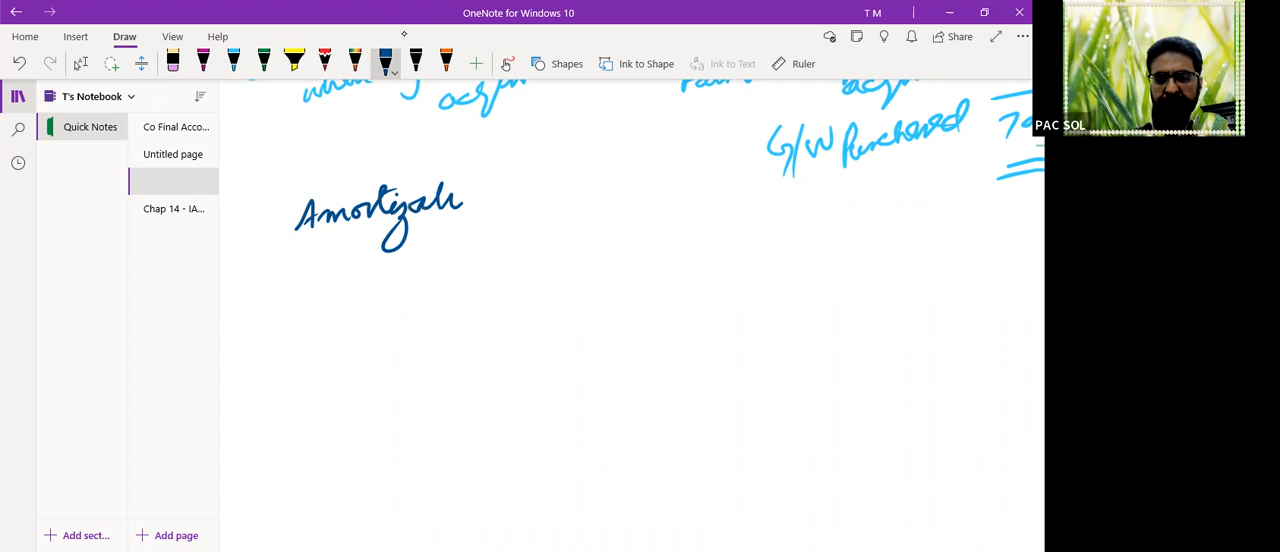 OneNote for Windows 10
T M
Home Insert Draw View Help
Share
Shapes Ink to Shape Ink to Text Ruler
T's Notebook
Quick Notes
Co Final Acco...
Untitled page
Chap 14 - IA...
G/W Purchased
Amortizati
PAC SOL
Add sect... Add page